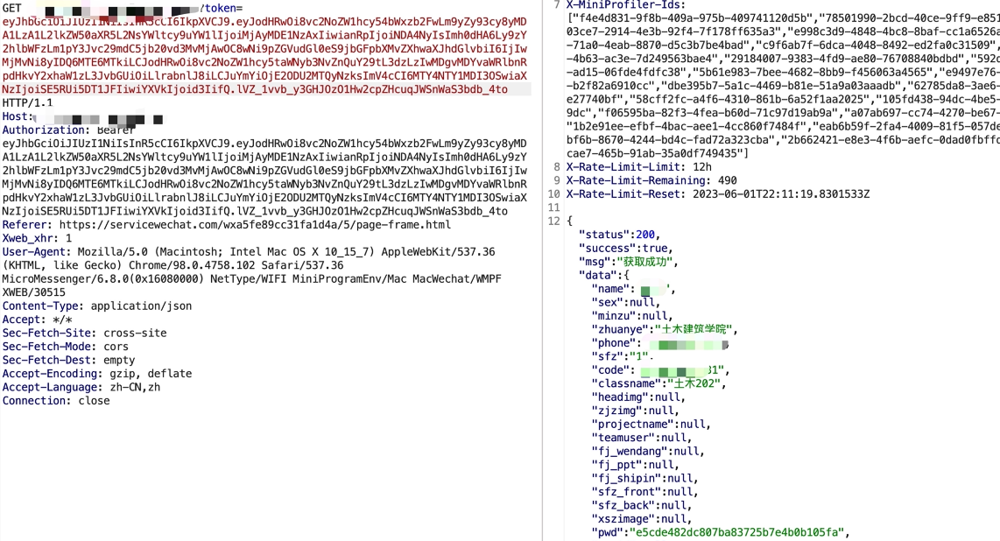 GET
?token=
eyJhbGciOiJIUzI1NiIsInR5cCI6IkpXVCJ9.eyJodHRwOi8vc2NoZW1hcy54bWxzb2FwLm9yZy93cy8yMD
A1LzA1L2lkZW50aXR5L2NsYWltcy9uYW1lIjoiMjAyMDE1NzAxIiwianRpIjoiNDA4NyIsImh0dHA6Ly9zY
2hlbWFzLm1pY3Jvc29mdC5jb20vd3MvMjAwOC8wNi9pZGVudGl0eS9jbGFpbXMvZXhwaXJhdGlvbiI6IjIw
MjMvNi8yIDQ6MTE6MTkiLCJodHRwOi8vc2NoZW1hcy5taWNyb3NvZnQuY29tL3dzLzIwMDgvMDYvaWRlbnR
pdHkvY2xhaW1zL3JvbGUiOiLlrabnlJ8iLCJuYmYiOjE2ODU2MTQyNzksImV4cCI6MTY4NTY1MDI3OSwiaX
NzIjoiSE5RUi5DT1JFIiwiYXVkIjoid3IifQ.lVZ_1vvb_y3GHJOzO1Hw2cpZHcuqJWSnWaS3bdb_4to
HTTP/1.1
Host:
Authorization: Bearer
eyJhbGciOiJIUzI1NiIsInR5cCI6IkpXVCJ9.eyJodHRwOi8vc2NoZW1hcy54bWxzb2FwLm9yZy93cy8yMD
A1LzA1L2lkZW50aXR5L2NsYWltcy9uYW1lIjoiMjAyMDE1NzAxIiwianRpIjoiNDA4NyIsImh0dHA6Ly9zY
2hlbWFzLm1pY3Jvc29mdC5jb20vd3MvMjAwOC8wNi9pZGVudGl0eS9jbGFpbXMvZXhwaXJhdGlvbiI6IjIw
MjMvNi8yIDQ6MTE6MTkiLCJodHRwOi8vc2NoZW1hcy5taWNyb3NvZnQuY29tL3dzLzIwMDgvMDYvaWRlbnR
pdHkvY2xhaW1zL3JvbGUiOiLlrabnlJ8iLCJuYmYiOjE2ODU2MTQyNzksImV4cCI6MTY4NTY1MDI3OSwiaX
NzIjoiSE5RUi5DT1JFIiwiYXVkIjoid3IifQ.lVZ_1vvb_y3GHJOzO1Hw2cpZHcuqJWSnWaS3bdb_4to
Referer: https://servicewechat.com/wxa5fe89cc31fa1d4a/5/page-frame.html
Xweb_xhr: 1
User-Agent: Mozilla/5.0 (Macintosh; Intel Mac OS X 10_15_7) AppleWebKit/537.36
(KHTML, like Gecko) Chrome/98.0.4758.102 Safari/537.36
MicroMessenger/6.8.0(0x16080000) NetType/WIFI MiniProgramEnv/Mac MacWechat/WMPF
XWEB/30515
Content-Type: application/json
Accept: */*
Sec-Fetch-Site: cross-site
Sec-Fetch-Mode: cors
Sec-Fetch-Dest: empty
Accept-Encoding: gzip, deflate
Accept-Language: zh-CN,zh
Connection: close
7 X-MiniProfiler-Ids:
["f4e4d831-9f8b-409a-975b-409741120d5b","78501990-2bcd-40ce-9ff9-e851
03ce7-2914-4e3b-92f4-7f178ff635a3","e998c3d9-4848-4bc8-8baf-cc1a6526a
-71a0-4eab-8870-d5c3b7be4bad","c9f6ab7f-6dca-4048-8492-ed2fa0c31509",
-4b63-ac3e-7d249563bae4","29184007-9383-4fd9-ae80-76708840bdbd","592d
-ad15-06fde4fdfc38","5b61e983-7bee-4682-8bb9-f456063a4565","e9497e76-
-b2f82a6910cc","dbe395b7-5a1c-4469-b81e-51a9a03aaadb","62785da8-3ae6-
e27740bf","58cff2fc-a4f6-4310-861b-6a52f1aa2025","105fd438-94dc-4be5-
9dc","f06595ba-82f3-4fea-b60d-71c97d19ab9a","a07ab697-cc74-4270-be67-
"1b2e91ee-efbf-4bac-aee1-4cc860f7484f","eab6b59f-2fa4-4009-81f5-057de
bf6b-8670-4244-bd4c-fad72a323cba","2b662421-e8e3-4f6b-aefc-0dad0fbffd
cae7-465b-91ab-35a0df749435"]
8 X-Rate-Limit-Limit: 12h
9 X-Rate-Limit-Remaining: 490
10 X-Rate-Limit-Reset: 2023-06-01T22:11:19.8301533Z
11
12 {
"status":200,
"success":true,
"msg":"获取成功",
"data":{
"name":
"sex":null,
"minzu":null,
"zhuanye":"土木建筑学院",
"phone":
"sfz":"1"
"code": 31",
"classname":"土木202",
"headimg":null,
"zjzimg":null,
"projectname":null,
"teamuser":null,
"fj_wendang":null,
"fj_ppt":null,
"fj_shipin":null,
"sfz_front":null,
"sfz_back":null,
"xszimage":null,
"pwd":"e5cde482dc807ba83725b7e4b0b105fa",